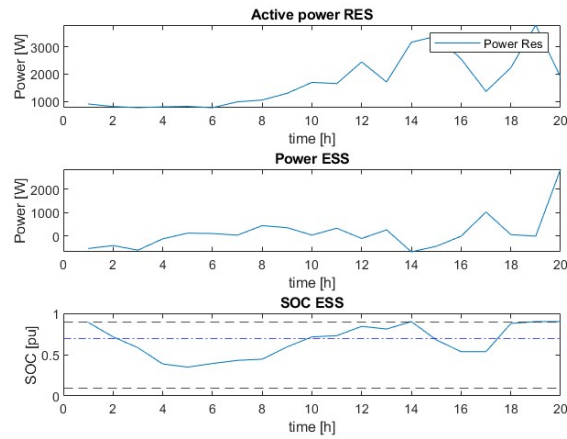 Active power RES
Power [W]
3000
2000
1000
Power Res
0 2 4 6 8 10 12 14 16 18 20
time [h]
Power ESS
Power [W]
2000
1000
0
0 2 4 6 8 10 12 14 16 18 20
time [h]
SOC ESS
SOC [pu]
1
0.5
0
0 2 4 6 8 10 12 14 16 18 20
time [h]